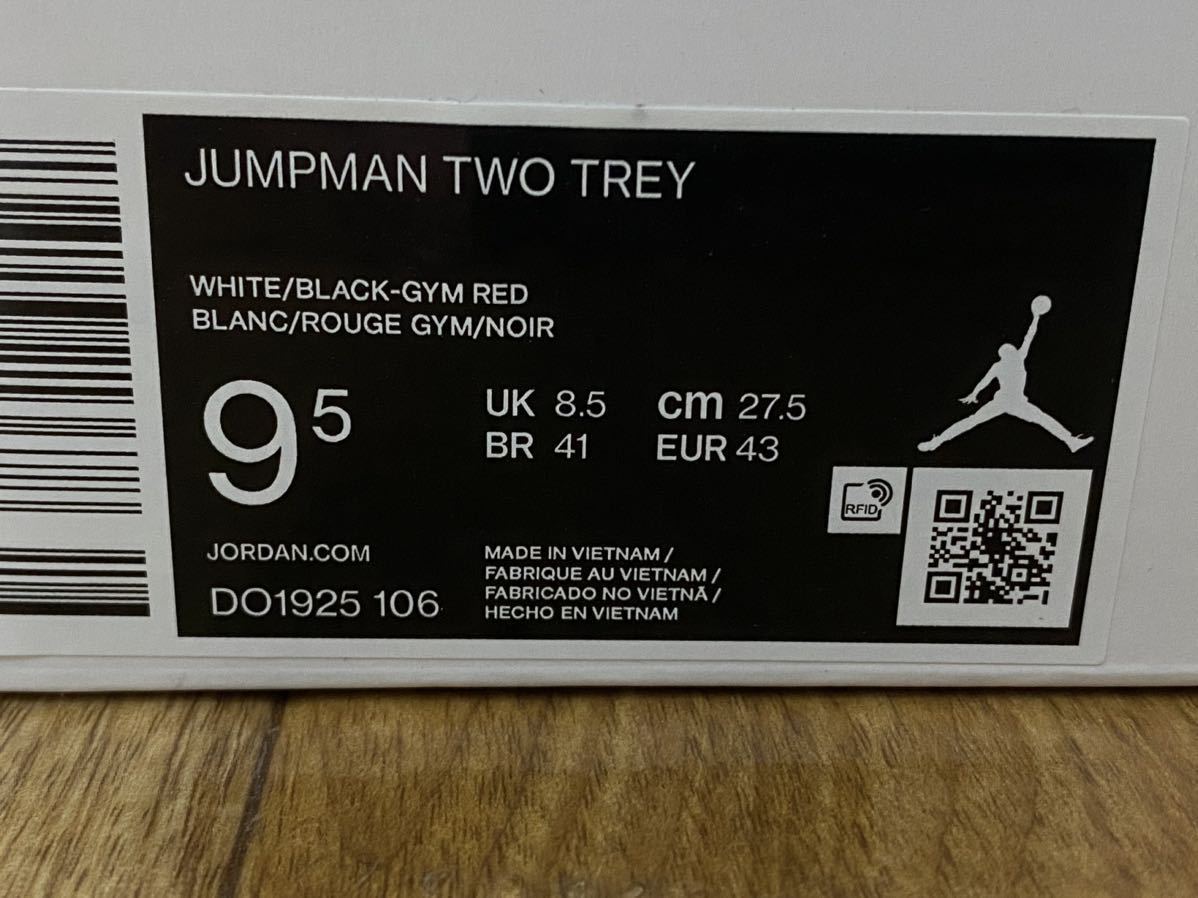 JUMPMAN TWO TREY
WHITE/BLACK-GYM RED
BLANC/ROUGE GYM/NOIR
9 5
UK 8.5 cm 27.5
BR 41 EUR 43
RFID
JORDAN.COM
DO1925 106
MADE IN VIETNAM /
FABRIQUE AU VIETNAM /
FABRICADO NO VIETNÃ /
HECHO EN VIETNAM